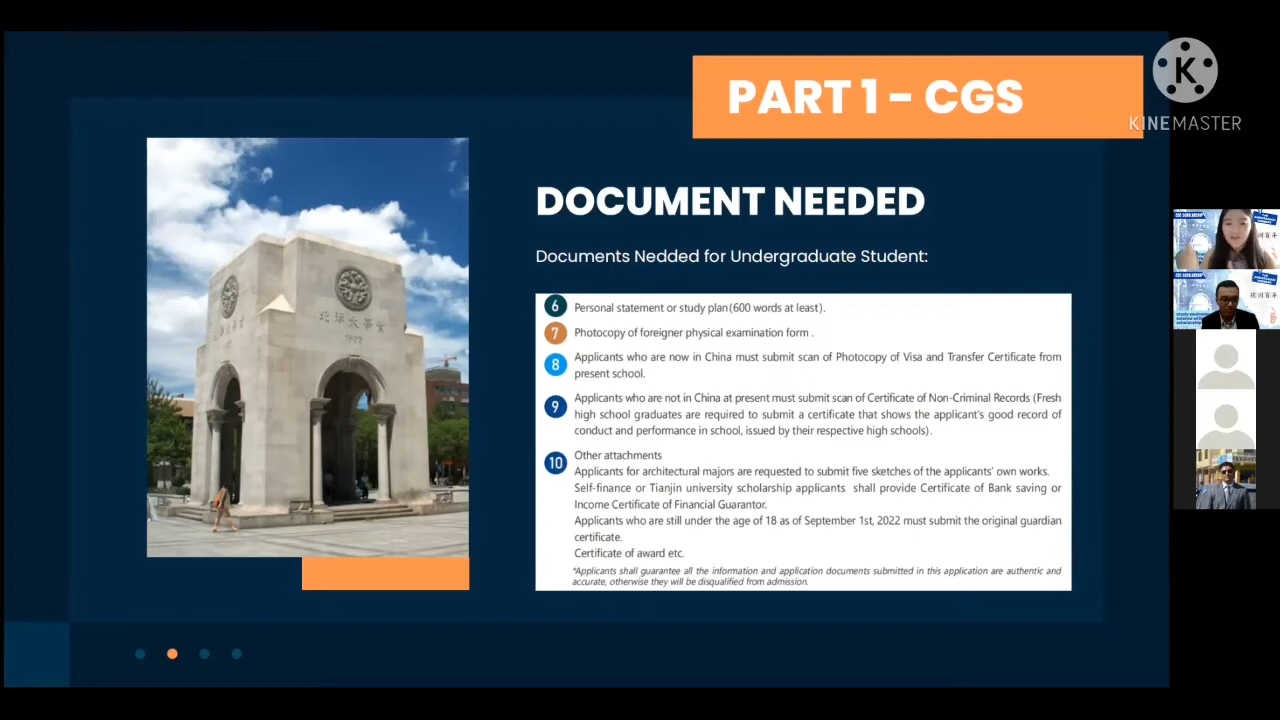 PART 1 - CGS
K
KINEMASTER
DOCUMENT NEEDED
Documents Nedded for Undergraduate Student:
6 Personal statement or study plan (600 words at least).
7 Photocopy of foreigner physical examination form .
8 Applicants who are now in China must submit scan of Photocopy of Visa and Transfer Certificate from
present school.
9 Applicants who are not in China at present must submit scan of Certificate of Non-Criminal Records (Fresh
high school graduates are required to submit a certificate that shows the applicant's good record of
conduct and performance in school, issued by their respective high schools).
10 Other attachments
Applicants for architectural majors are requested to submit five sketches of the applicants' own works.
Self-finance or Tianjin university scholarship applicants shall provide Certificate of Bank saving or
Income Certificate of Financial Guarantor.
Applicants who are still under the age of 18 as of September 1st, 2022 must submit the original guardian
certificate.
Certificate of award etc.
*Applicants shall guarantee all the information and application documents submitted in this application are authentic and
accurate, otherwise they will be disqualified from admission.
北洋大學堂